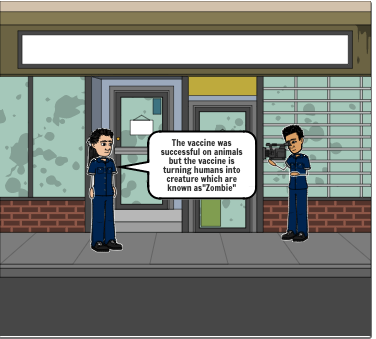 The vaccine was
successful on animals
but the vaccine is
turning humans into
creature which are
known as"Zombie"